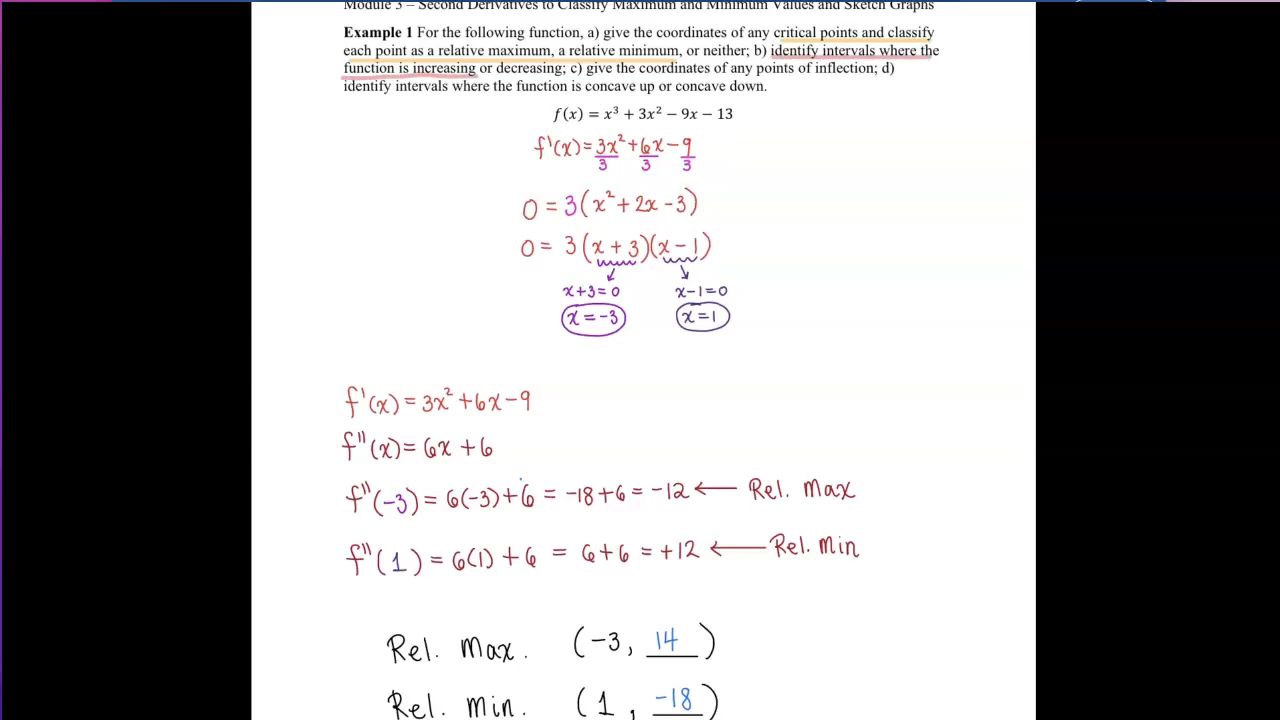 Module 3 – Second Derivatives to Classify Maximum and Minimum Values and Sketch Graphs
Example 1 For the following function, a) give the coordinates of any critical points and classify
each point as a relative maximum, a relative minimum, or neither; b) identify intervals where the
function is increasing or decreasing; c) give the coordinates of any points of inflection; d)
identify intervals where the function is concave up or concave down.
f(x) = x³ + 3x² − 9x − 13
f'(x) = 3x² + 6x − 9
3 3 3
0 = 3(x² + 2x − 3)
0 = 3(x + 3)(x − 1)
x+3=0 x−1=0
x = −3 x = 1
f'(x) = 3x² + 6x − 9
f''(x) = 6x + 6
f''(−3) = 6(−3) + 6 = −18 + 6 = −12 ← Rel. Max
f''(1) = 6(1) + 6 = 6 + 6 = +12 ← Rel. Min
Rel. Max. (−3, 14)
Rel. Min. (1, −18)